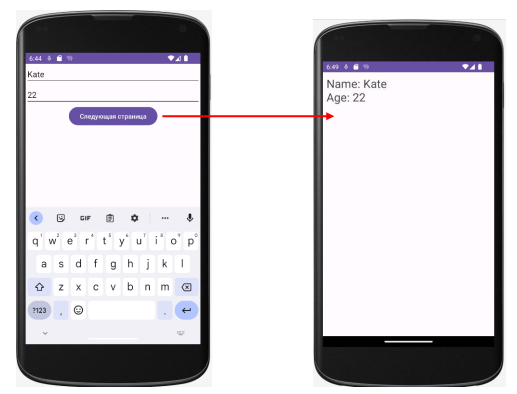 6:44
Kate
22
Следующая страница
GIF
q w e r t y u i o p
1 2 3 4 5 6 7 8 9 0
a s d f g h j k l
z x c v b n m
?123 , .
6:49
Name: Kate
Age: 22